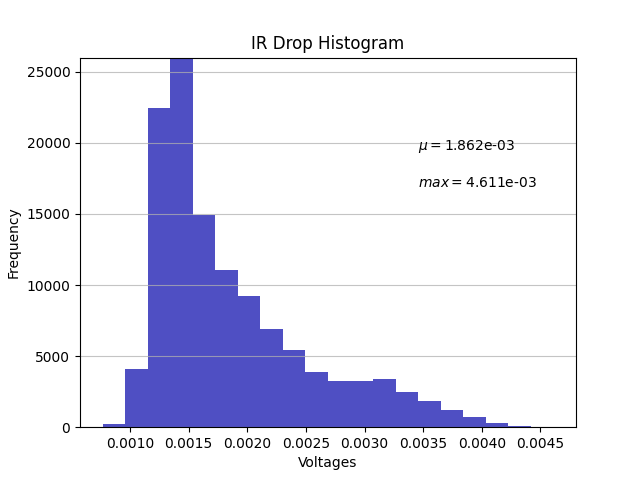 IR Drop Histogram
25000
20000
15000
10000
5000
0
Frequency
μ = 1.862e-03
max = 4.611e-03
0.0010 0.0015 0.0020 0.0025 0.0030 0.0035 0.0040 0.0045
Voltages